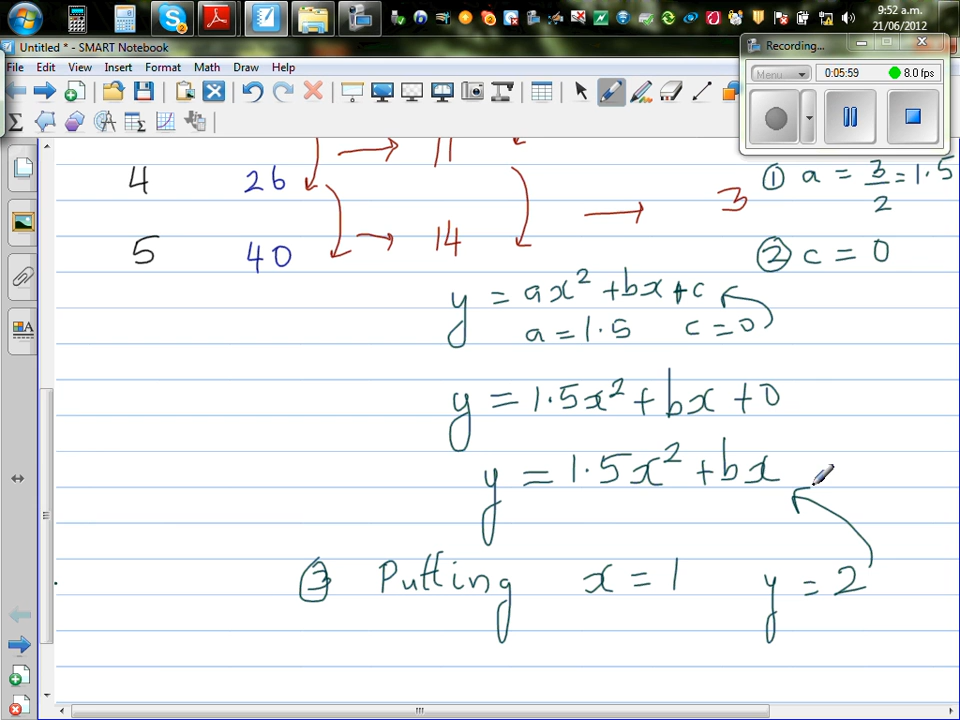 9:52 a.m.
21/06/2012
Untitled * - SMART Notebook
Recording...
File Edit View Insert Format Math Draw Help
Menu 0:05:59 8.0 fps
→ 11
4 26 ① a = 3/2 = 1.5
→ 3
5 40 → 14 ② c = 0
y = ax² + bx + c
a = 1.5 c = 0
y = 1.5x² + bx + 0
y = 1.5x² + bx
③ Putting x = 1 y = 2